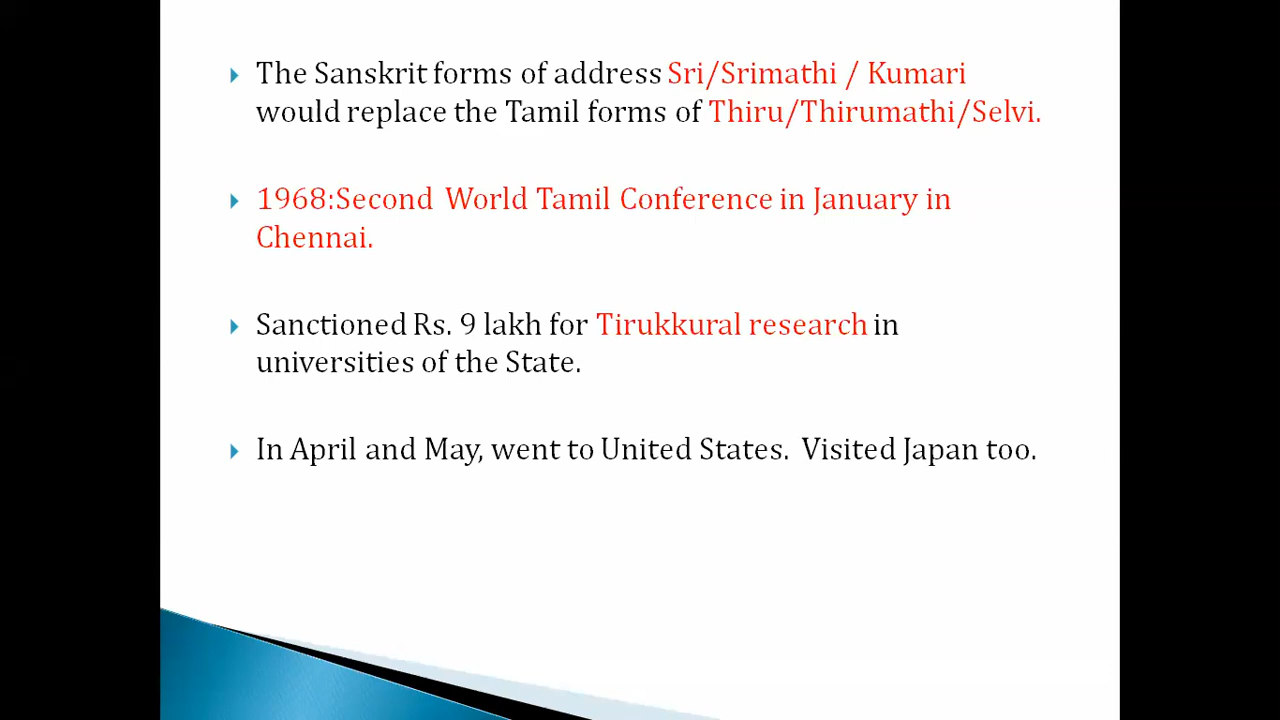 The Sanskrit forms of address Sri/Srimathi / Kumari
would replace the Tamil forms of Thiru/Thirumathi/Selvi.
1968:Second World Tamil Conference in January in
Chennai.
Sanctioned Rs. 9 lakh for Tirukkural research in
universities of the State.
In April and May, went to United States. Visited Japan too.